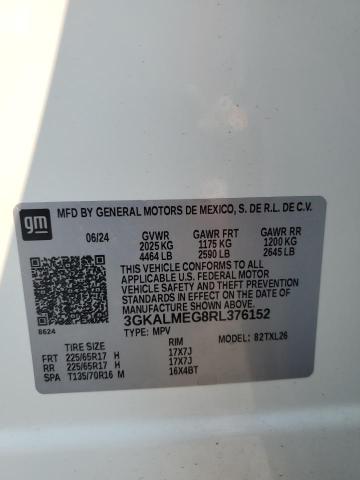 gm
MFD BY GENERAL MOTORS DE MEXICO, S. DE R.L. DE C.V.
06/24 GVWR GAWR FRT GAWR RR
2025 KG 1175 KG 1200 KG
4464 LB 2590 LB 2645 LB
THIS VEHICLE CONFORMS TO ALL
APPLICABLE U.S. FEDERAL MOTOR
VEHICLE SAFETY AND THEFT
PREVENTION STANDARDS IN EFFECT ON
THE DATE OF MANUFACTURE SHOWN ABOVE.
3GKALMEG8RL376152
8624 TYPE: MPV 82TXL26
TIRE SIZE RIM
FRT 225/65R17 H 17X7J
RR 225/65R17 H 17X7J
SPA T135/70R16 M 16X4BT